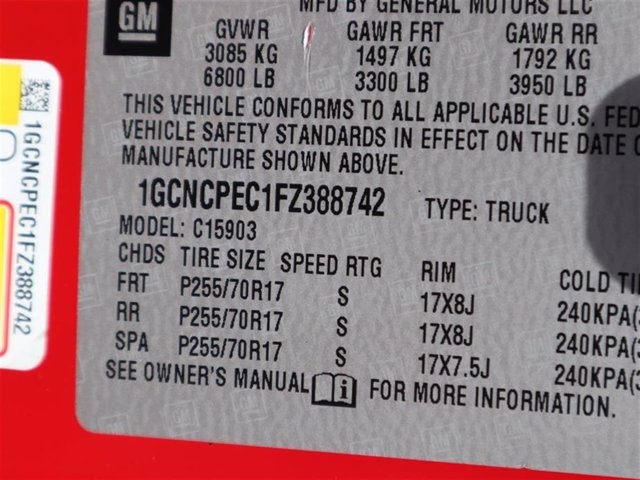 GM
MFD BY GENERAL MOTORS LLC
GVWR GAWR FRT GAWR RR
3085 KG 1497 KG 1792 KG
6800 LB 3300 LB 3950 LB
THIS VEHICLE CONFORMS TO ALL APPLICABLE U.S. FED
VEHICLE SAFETY STANDARDS IN EFFECT ON THE DATE O
MANUFACTURE SHOWN ABOVE.
1GCNCPEC1FZ388742 TYPE: TRUCK
MODEL: C15903
CHDS TIRE SIZE SPEED RTG RIM COLD TI
FRT P255/70R17 S 17X8J 240KPA(3
RR P255/70R17 S 17X8J 240KPA(3
SPA P255/70R17 S 17X7.5J 240KPA(3
SEE OWNER'S MANUAL i FOR MORE INFORMATION.
1GCNCPEC1FZ388742